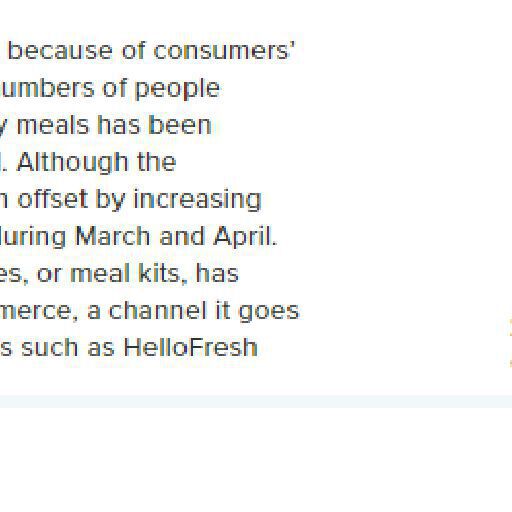 because of consumers'
umbers of people
y meals has been
. Although the
n offset by increasing
during March and April.
es, or meal kits, has
merce, a channel it goes
s such as HelloFresh